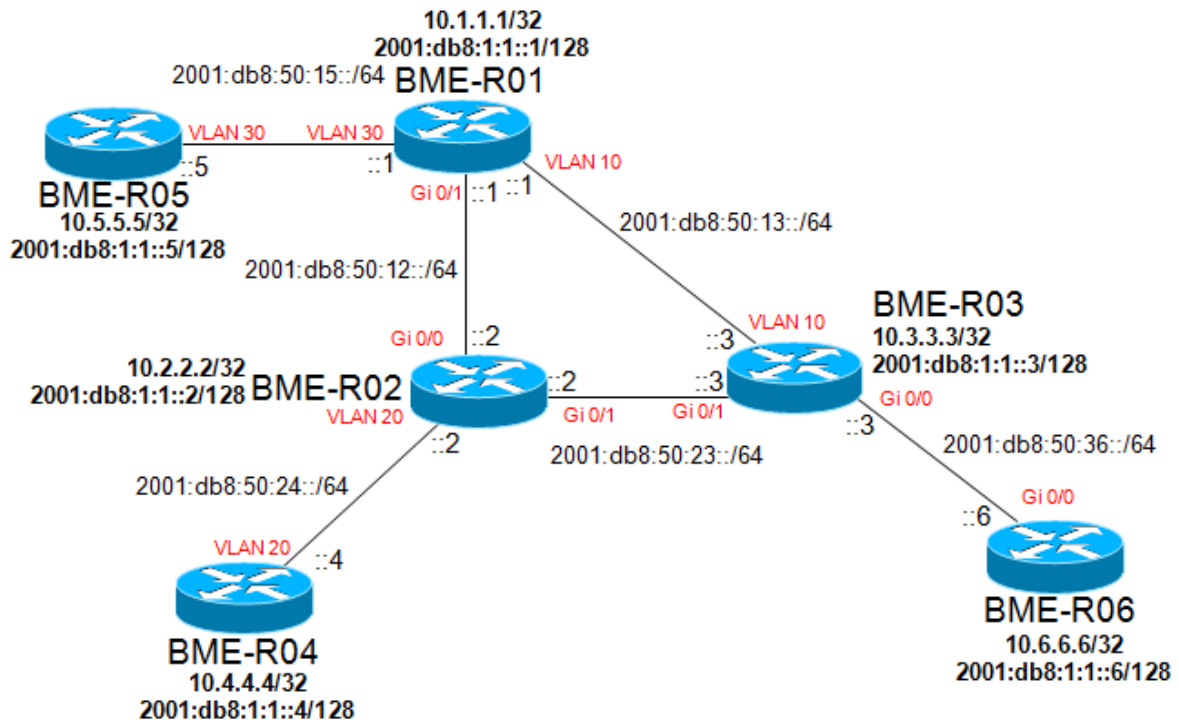 10.1.1.1/32
2001:db8:1:1::1/128
BME-R01
2001:db8:50:15::/64
VLAN 30
VLAN 30
::5
::1
BME-R05
10.5.5.5/32
2001:db8:1:1::5/128
VLAN 10
Gi 0/1
::1
::1
2001:db8:50:13::/64
2001:db8:50:12::/64
BME-R03
10.3.3.3/32
2001:db8:1:1::3/128
VLAN 10
::3
Gi 0/0
::2
10.2.2.2/32
2001:db8:1:1::2/128
BME-R02
::2
::3
VLAN 20
Gi 0/1
Gi 0/1
Gi 0/0
::3
::2
2001:db8:50:23::/64
2001:db8:50:36::/64
2001:db8:50:24::/64
Gi 0/0
::6
VLAN 20
::4
BME-R04
10.4.4.4/32
2001:db8:1:1::4/128
BME-R06
10.6.6.6/32
2001:db8:1:1::6/128